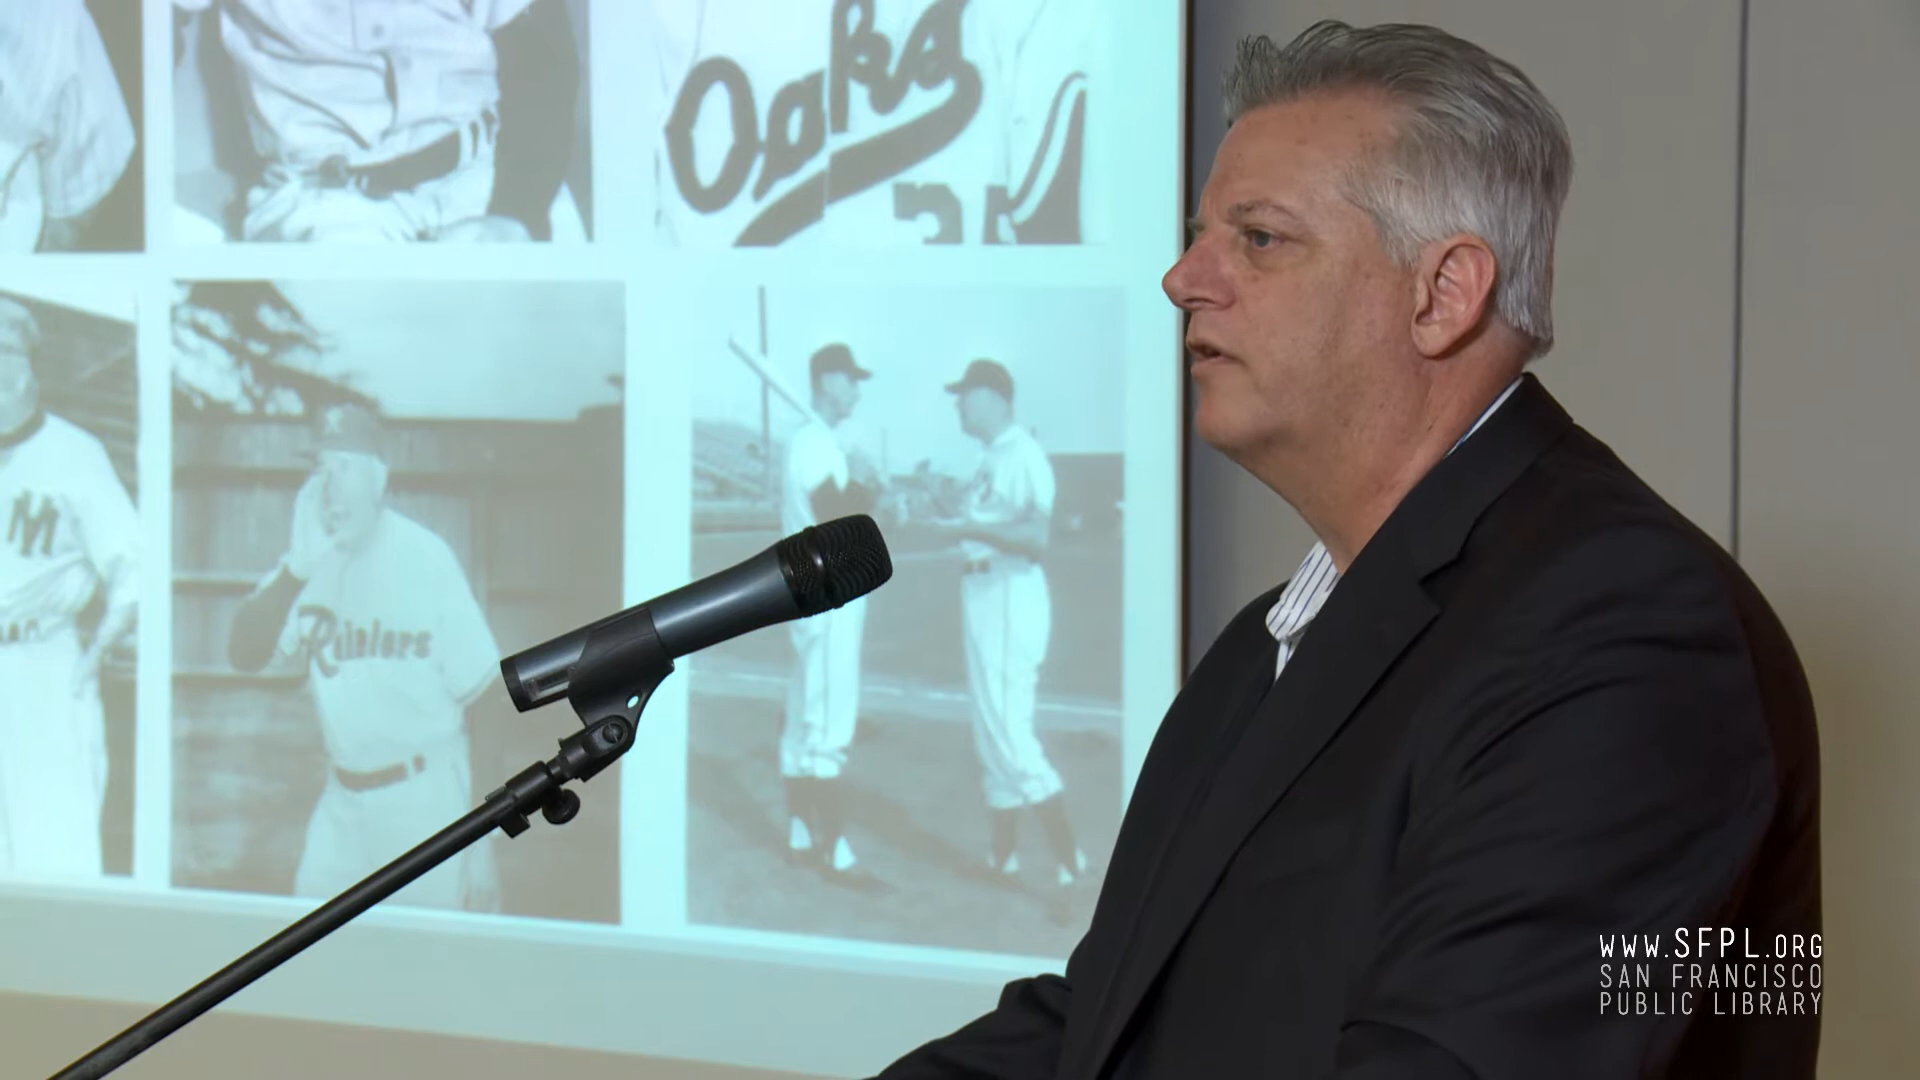 Oaks
M
Rainiers
www.SFPL.org
SAN FRANCISCO
PUBLIC LIBRARY